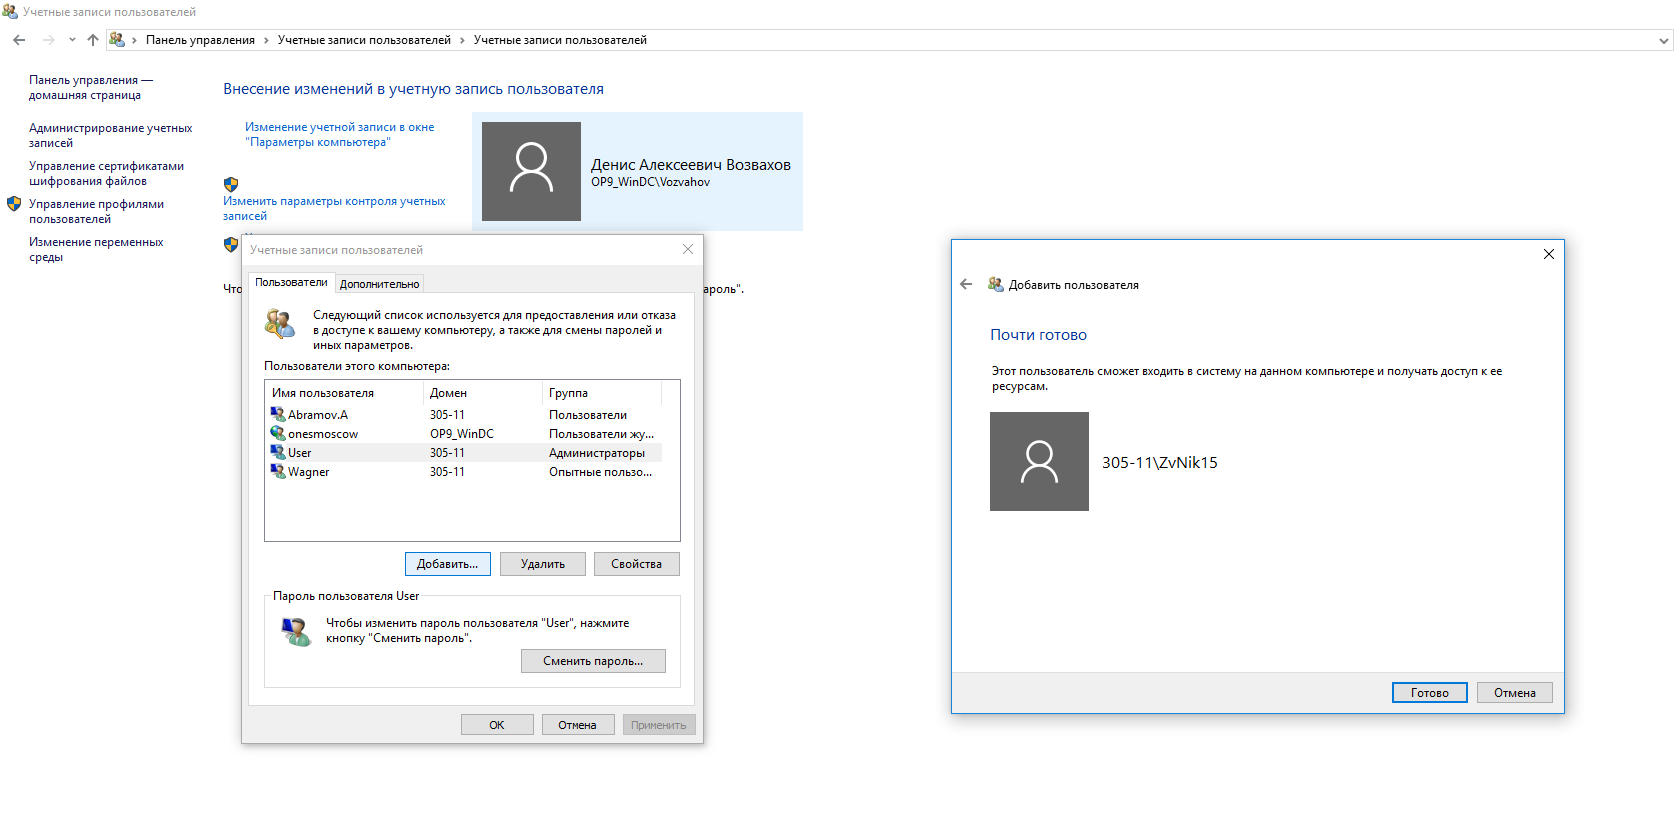 Учетные записи пользователей
Панель управления › Учетные записи пользователей › Учетные записи пользователей
Панель управления —
домашняя страница
Администрирование учетных
записей
Управление сертификатами
шифрования файлов
Управление профилями
пользователей
Изменение переменных
среды
Внесение изменений в учетную запись пользователя
Изменение учетной записи в окне
"Параметры компьютера"
Изменить параметры контроля учетных
записей
Денис Алексеевич Возвахов
OP9_WinDC\Vozvahov
Что
ароль".
Учетные записи пользователей
Пользователи
Дополнительно
Следующий список используется для предоставления или отказа
в доступе к вашему компьютеру, а также для смены паролей и
иных параметров.
Пользователи этого компьютера:
Имя пользователя Домен Группа
Abramov.A 305-11 Пользователи
onesmoscow OP9_WinDC Пользователи жу...
User 305-11 Администраторы
Wagner 305-11 Опытные пользо...
Добавить... Удалить Свойства
Пароль пользователя User
Чтобы изменить пароль пользователя "User", нажмите
кнопку "Сменить пароль".
Сменить пароль...
ОК Отмена Применить
Добавить пользователя
Почти готово
Этот пользователь сможет входить в систему на данном компьютере и получать доступ к ее
ресурсам.
305-11\ZvNik15
Готово Отмена